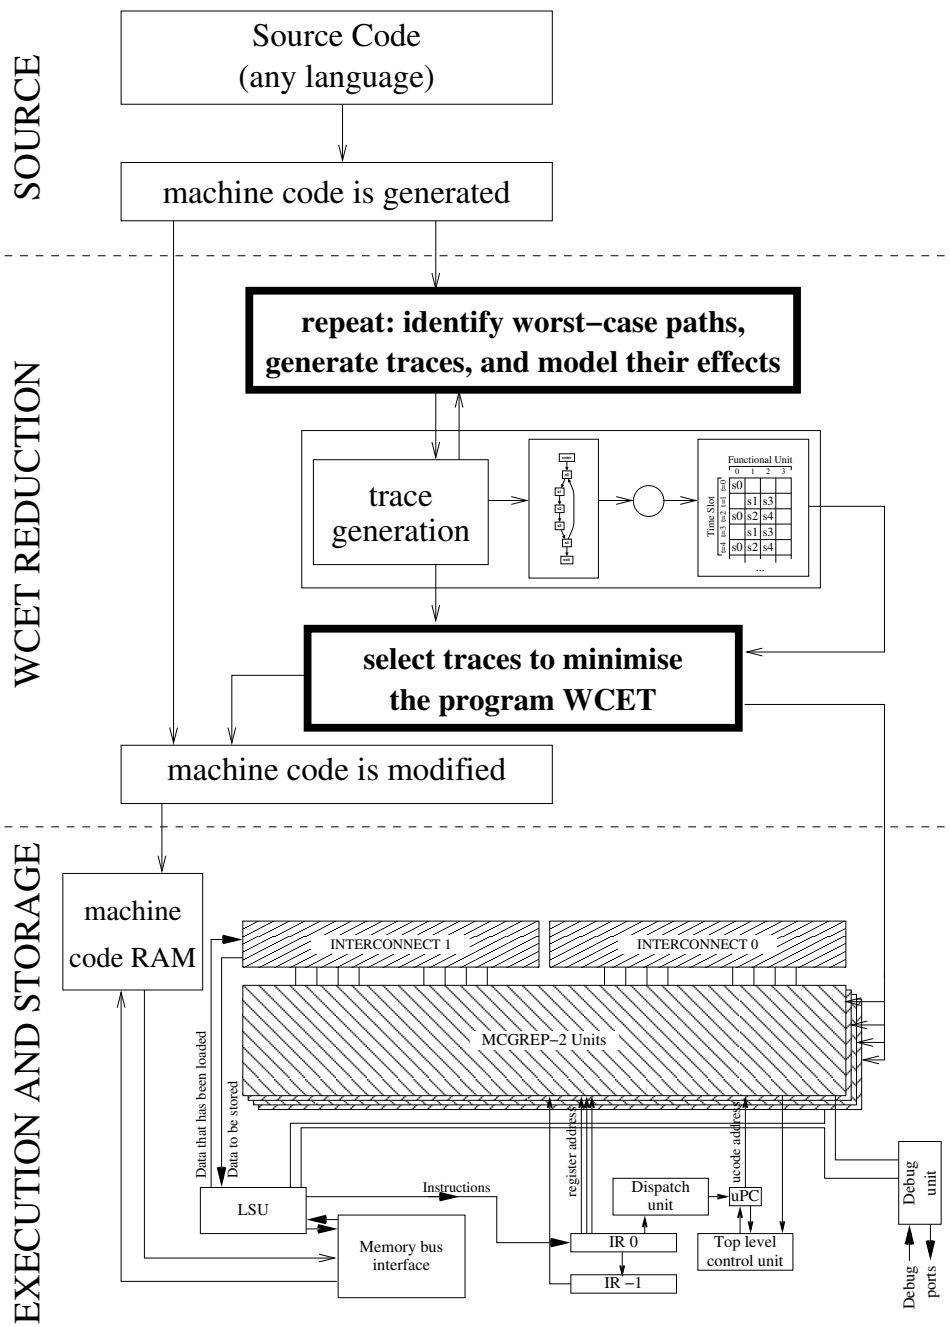 SOURCE
Source Code
(any language)
machine code is generated
WCET REDUCTION
repeat: identify worst−case paths,
generate traces, and model their effects
trace
generation
Functional Unit
0 1 2 3
Time Slot
t=0 s0
t=1 s1 s3
t=2 s0 s2 s4
t=3 s1 s3
t=4 s0 s2 s4
...
select traces to minimise
the program WCET
machine code is modified
EXECUTION AND STORAGE
machine
code RAM
INTERCONNECT 1
INTERCONNECT 0
MCGREP−2 Units
Data that has been loaded
Data to be stored
register address
ucode address
LSU
Instructions
Memory bus
interface
Dispatch
unit
uPC
IR 0
IR −1
Top level
control unit
Debug
unit
Debug
ports